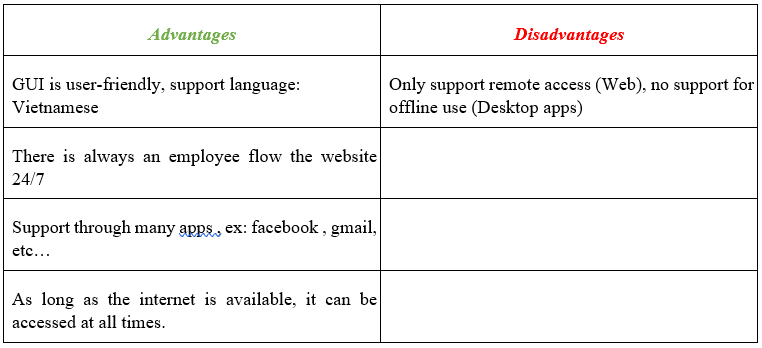 Advantages
Disadvantages
GUI is user-friendly, support language:
Vietnamese
Only support remote access (Web), no support for
offline use (Desktop apps)
There is always an employee flow the website
24/7
Support through many apps , ex: facebook , gmail,
etc…
As long as the internet is available, it can be
accessed at all times.